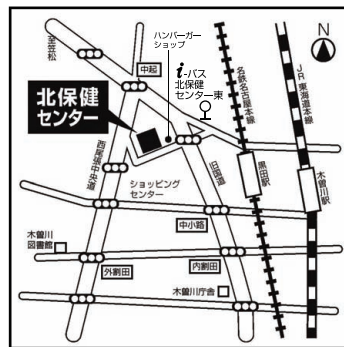 至笠松
ハンバーガー
ショップ
中起
i-バス
北保健
センター東
名鉄名古屋本線
JR東海道本線
N
北保健
センター
西尾張中央道
旧国道
黒田駅
木曽川駅
ショッピング
センター
中小路
木曽川
図書館
外割田
内割田
木曽川庁舎